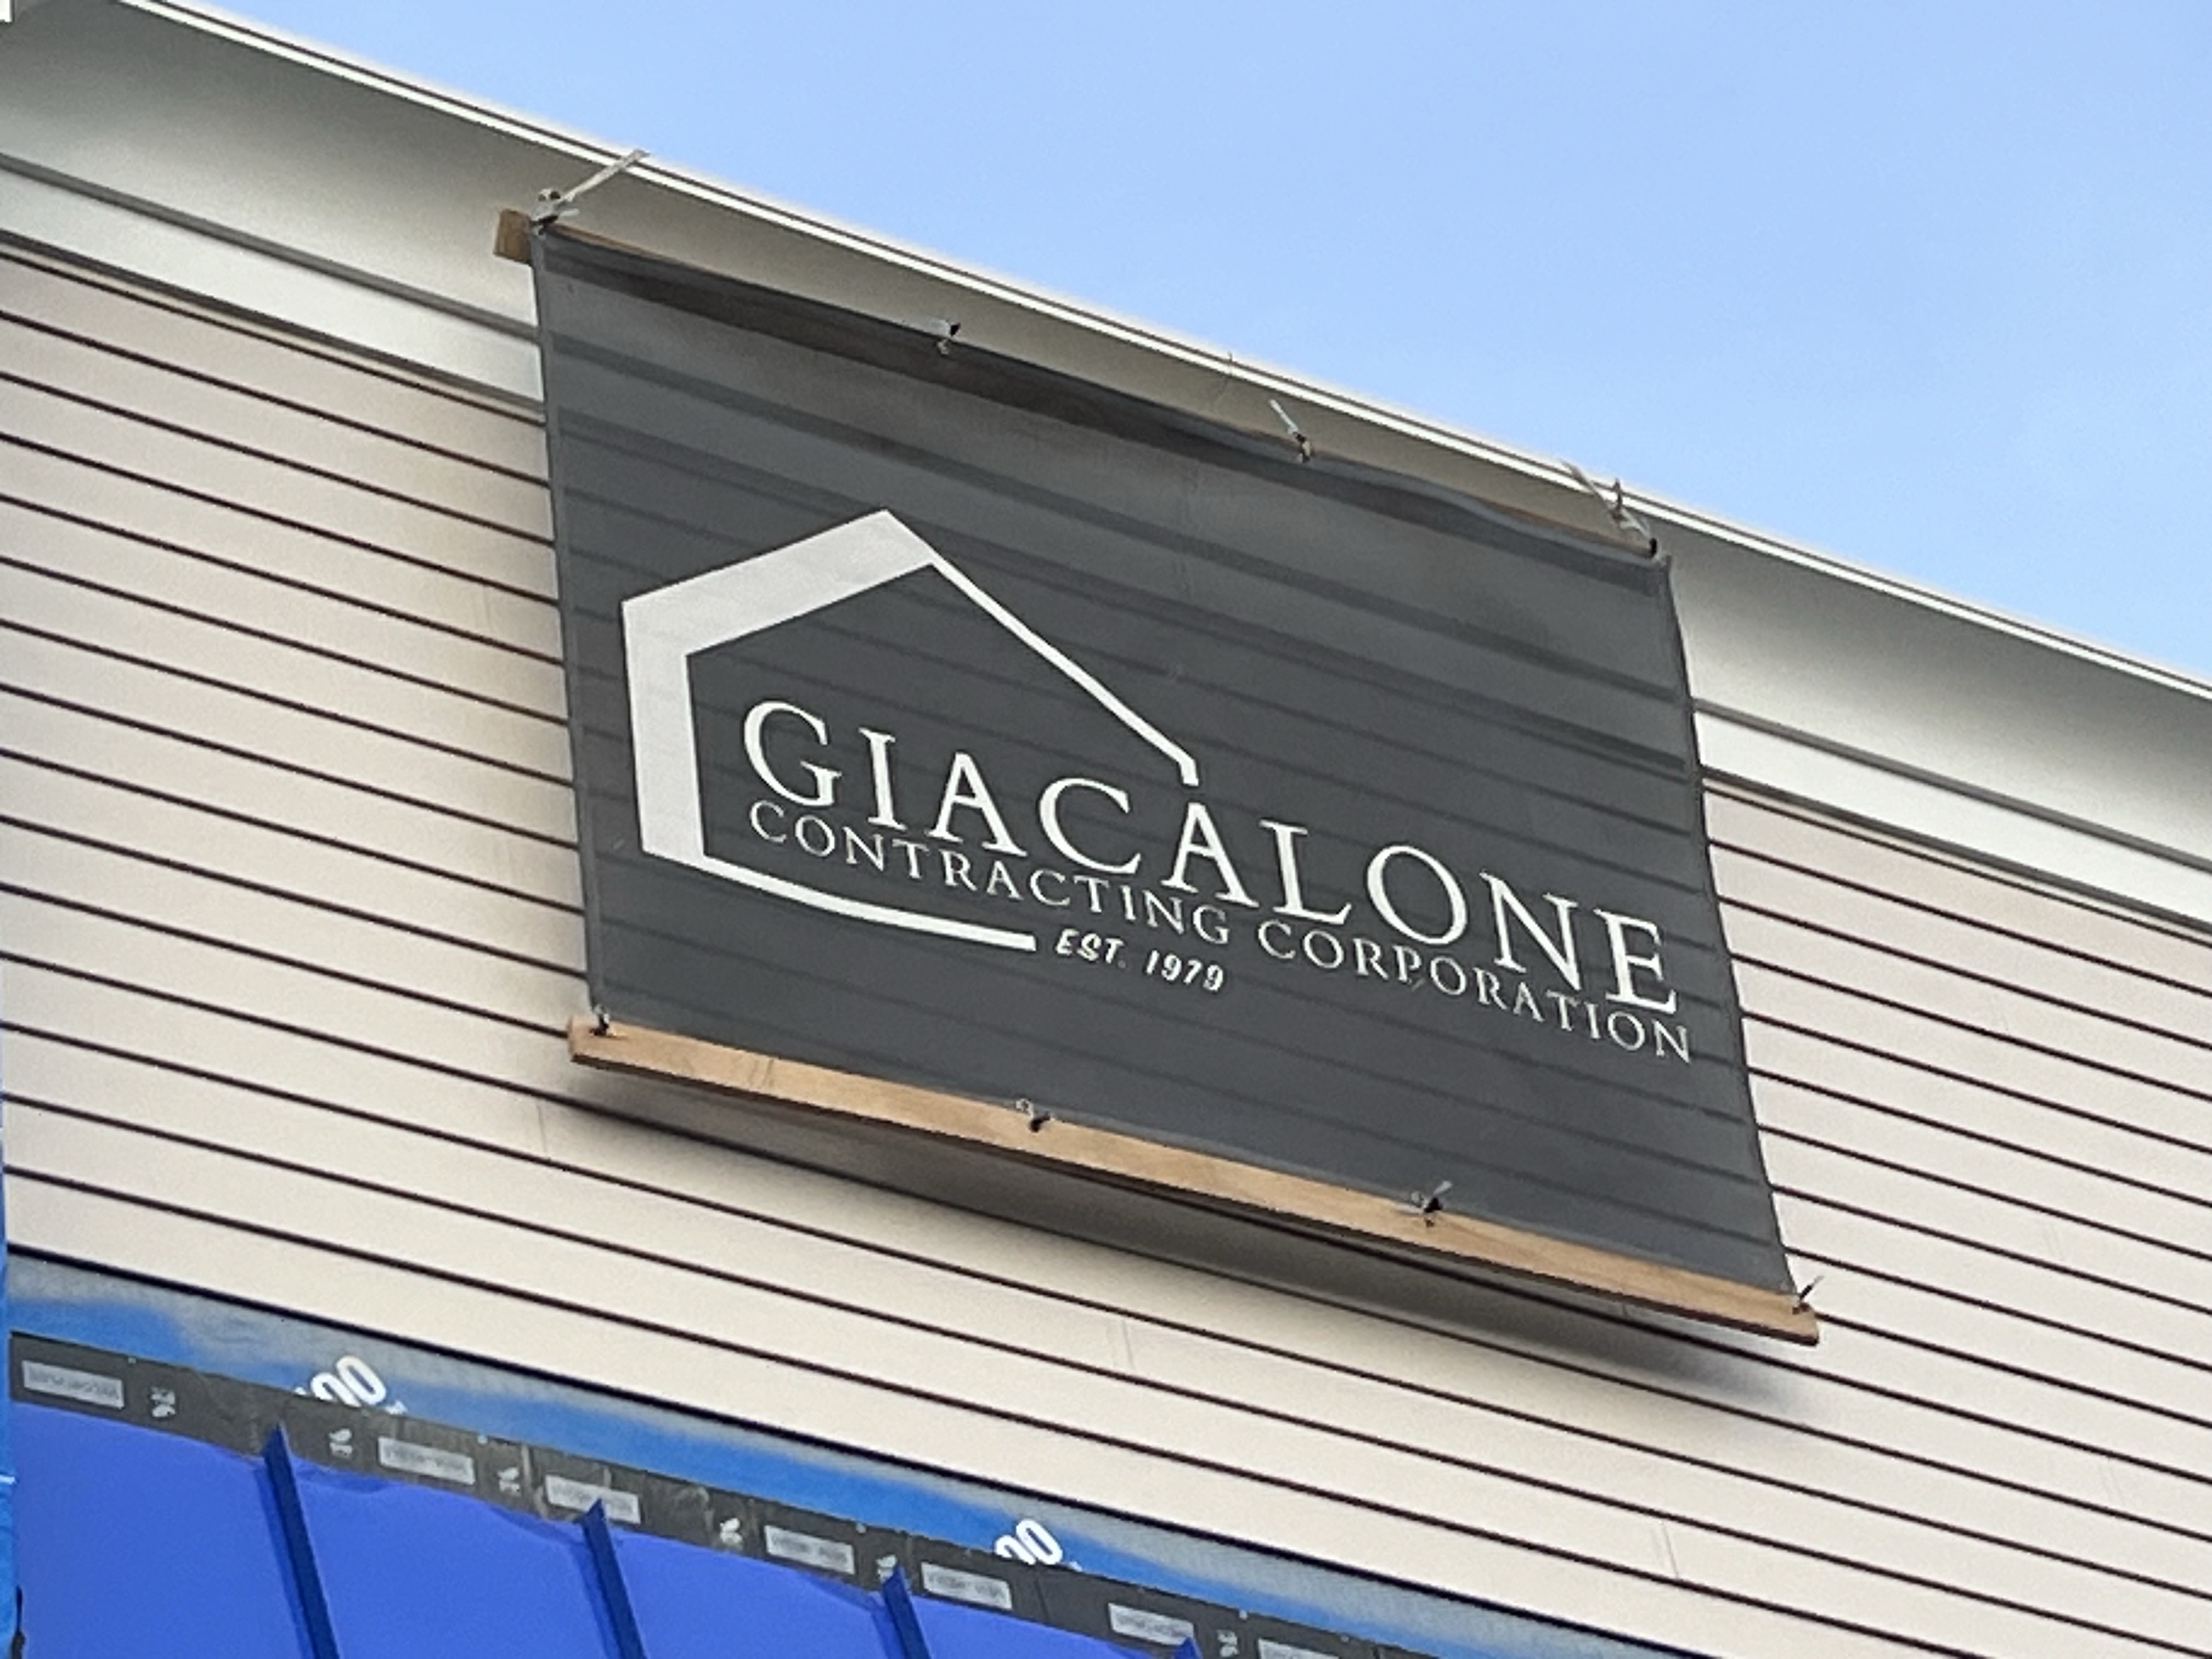 GIACALONE
CONTRACTING CORPORATION
EST. 1979